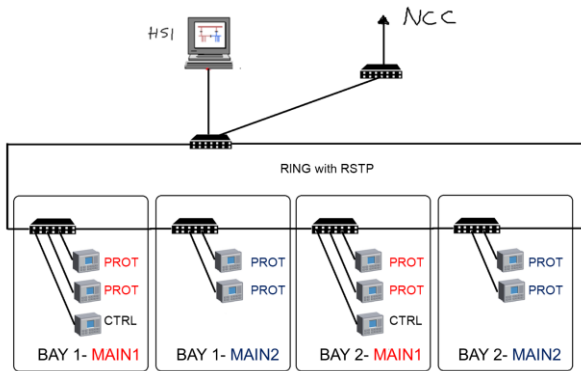 HSI
NCC
RING with RSTP
PROT
PROT
CTRL
BAY 1- MAIN1
PROT
PROT
BAY 1- MAIN2
PROT
PROT
CTRL
BAY 2- MAIN1
PROT
PROT
BAY 2- MAIN2